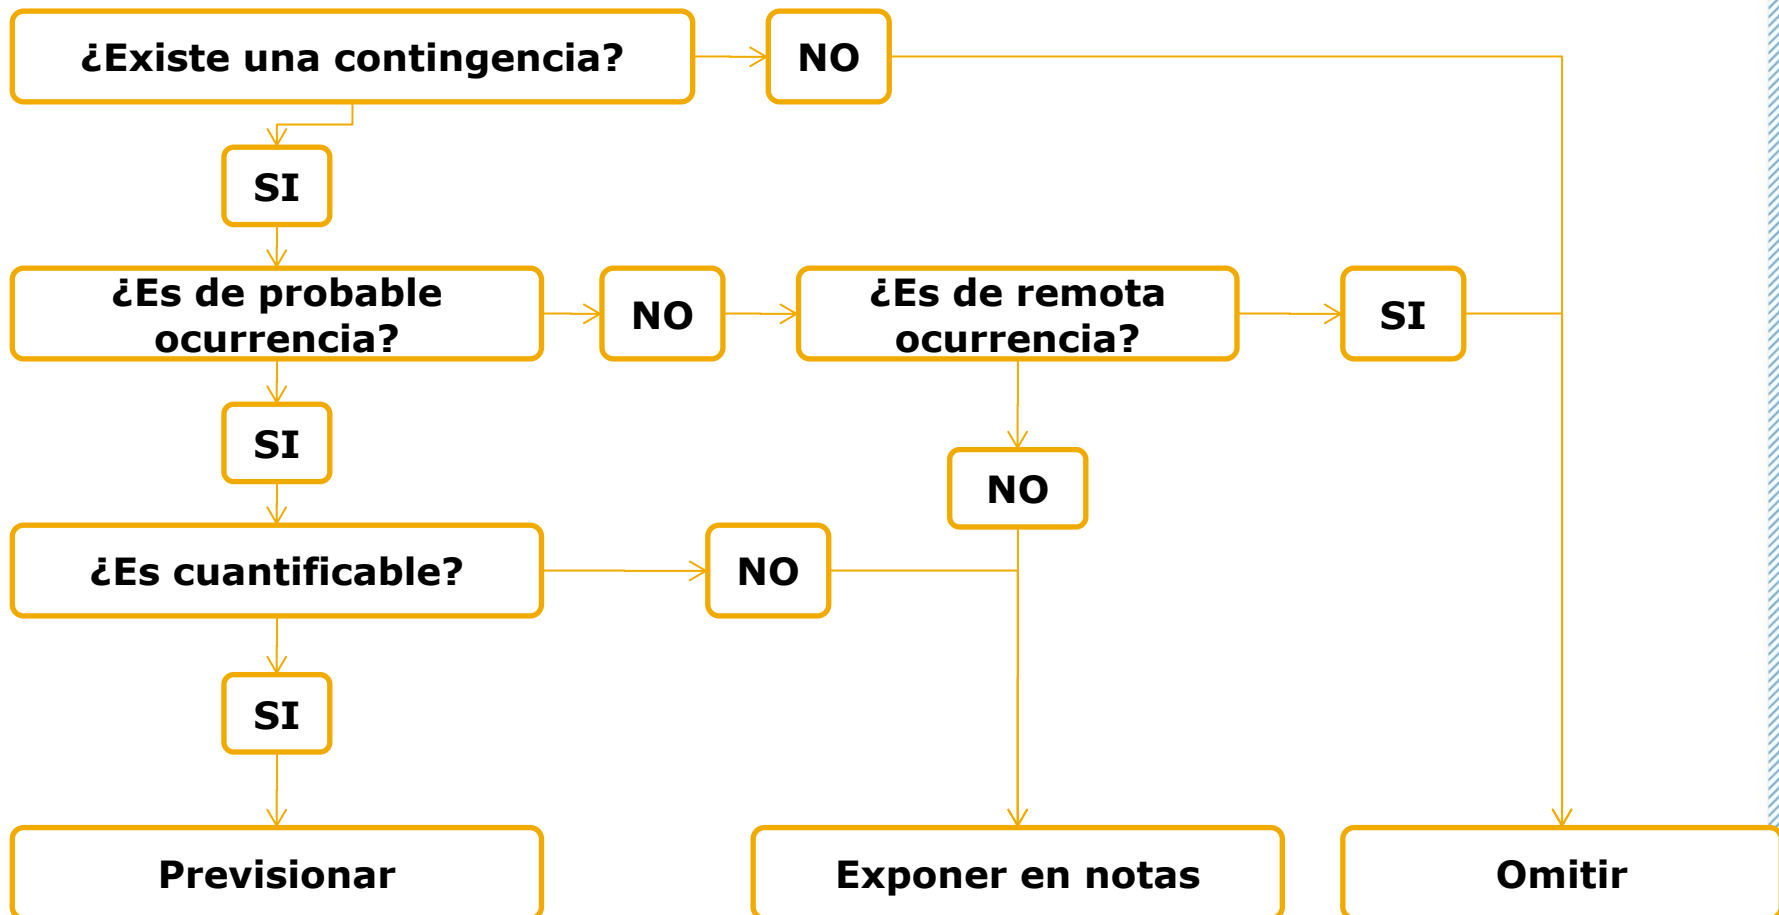 ¿Existe una contingencia?
NO
SI
¿Es de probable
ocurrencia?
NO
¿Es de remota
ocurrencia?
SI
SI
NO
¿Es cuantificable?
NO
SI
Previsionar
Exponer en notas
Omitir